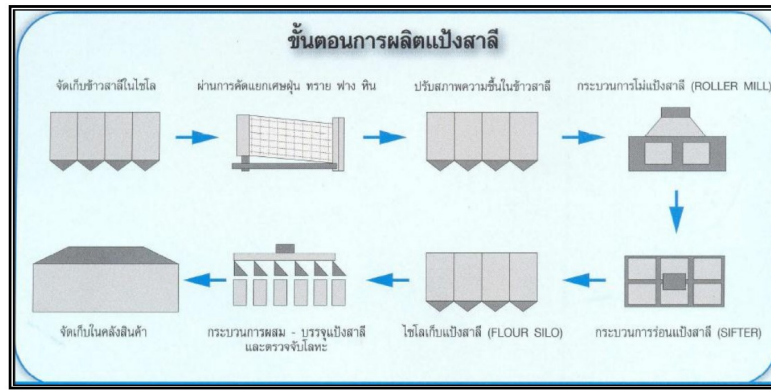 ขั้นตอนการผลิตแป้งสาลี
จัดเก็บข้าวสาลีในไซโล
ผ่านการคัดแยกเศษฝุ่น ทราย ฟาง หิน
ปรับสภาพความชื้นในข้าวสาลี
กระบวนการโม่แป้งสาลี (ROLLER MILL)
กระบวนการร่อนแป้งสาลี (SIFTER)
ไซโลเก็บแป้งสาลี (FLOUR SILO)
กระบวนการผสม - บรรจุแป้งสาลี
และตรวจจับโลหะ
จัดเก็บในคลังสินค้า